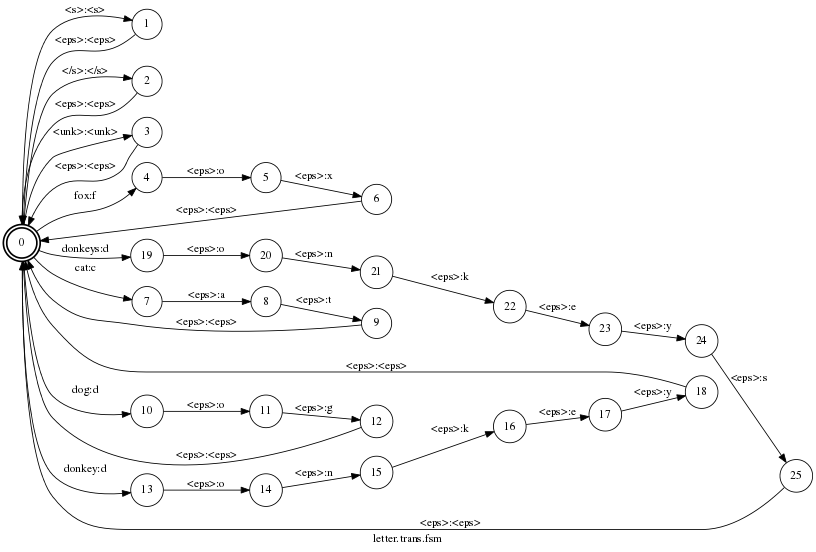 <s>:<s>
1
<eps>:<eps>
</s>:</s>
2
<eps>:<eps>
<unk>:<unk>
3
<eps>:<eps>
fox:f
4
<eps>:o
5
<eps>:x
6
<eps>:<eps>
0
donkeys:d
19
<eps>:o
20
<eps>:n
21
<eps>:k
22
<eps>:e
23
<eps>:y
24
<eps>:s
cat:c
7
<eps>:a
8
<eps>:t
9
<eps>:<eps>
<eps>:<eps>
18
dog:d
10
<eps>:o
11
<eps>:g
12
<eps>:<eps>
donkey:d
13
<eps>:o
14
<eps>:n
15
<eps>:k
16
<eps>:e
17
<eps>:y
25
<eps>:<eps>
letter.trans.fsm